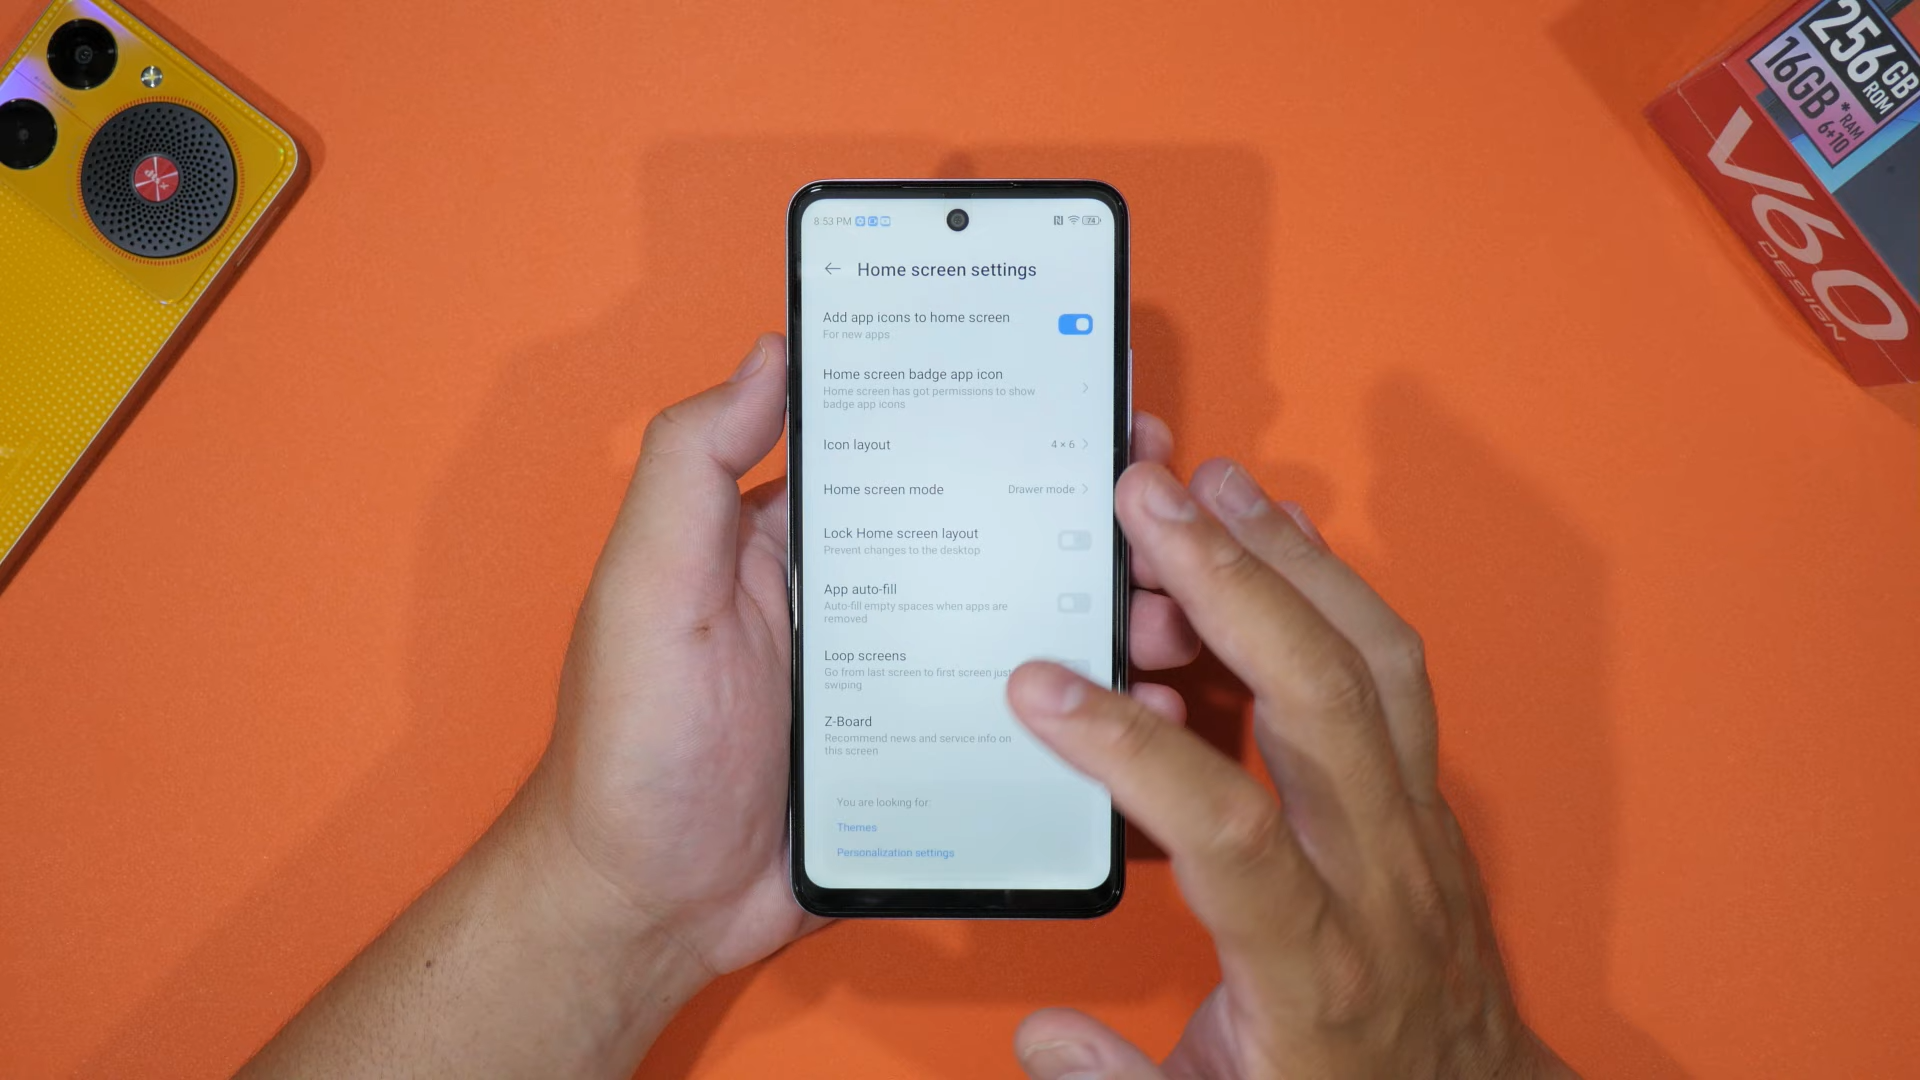 256GB
ROM
16GB* RAM
6+10
V60
DESIGN
8:53 PM
74
Home screen settings
Add app icons to home screen
For new apps
Home screen badge app icon
Home screen has got permissions to show
badge app icons
Icon layout
4 × 6
Home screen mode
Drawer mode
Lock Home screen layout
Prevent changes to the desktop
App auto-fill
Auto-fill empty spaces when apps are
removed
Loop screens
Go from last screen to first screen just
swiping
Z-Board
Recommend news and service info on
this screen
You are looking for:
Themes
Personalization settings